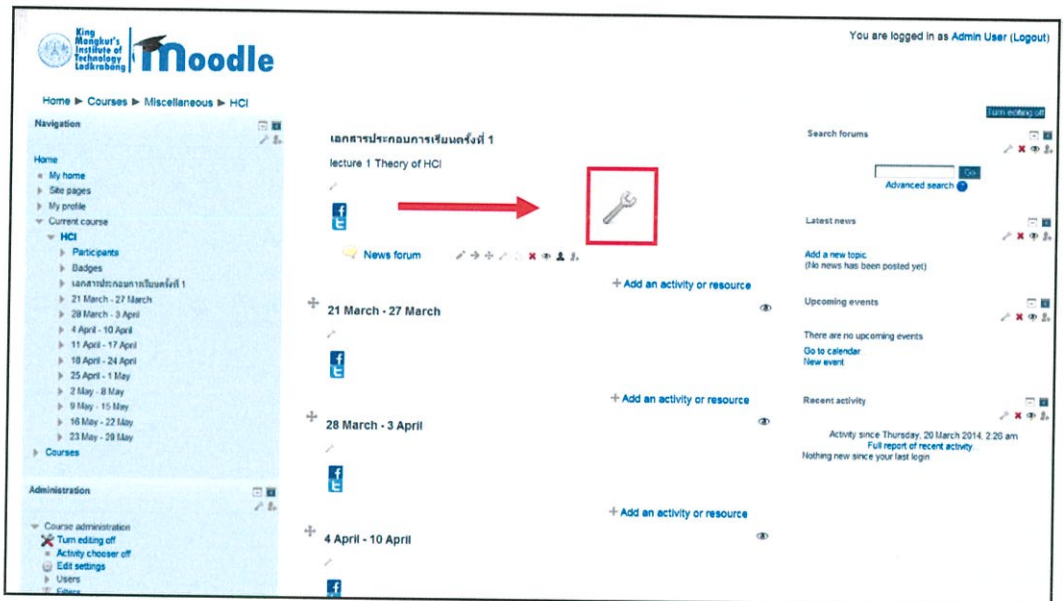 King
Mongkut's
Institute of
Technology
Ladkrabang
moodle
You are logged in as Admin User (Logout)
Home ► Courses ► Miscellaneous ► HCI
Turn editing off
Navigation
Home
My home
Site pages
My profile
Current course
HCI
Participants
Badges
เอกสารประกอบการเรียนครั้งที่ 1
21 March - 27 March
28 March - 3 April
4 April - 10 April
11 April - 17 April
18 April - 24 April
25 April - 1 May
2 May - 8 May
9 May - 15 May
16 May - 22 May
23 May - 29 May
Courses
Administration
Course administration
Turn editing off
Activity chooser off
Edit settings
Users
Filters
เอกสารประกอบการเรียนครั้งที่ 1
lecture 1 Theory of HCI
News forum
+ Add an activity or resource
21 March - 27 March
+ Add an activity or resource
28 March - 3 April
+ Add an activity or resource
4 April - 10 April
Search forums
Go
Advanced search
Latest news
Add a new topic
(No news has been posted yet)
Upcoming events
There are no upcoming events
Go to calendar
New event
Recent activity
Activity since Thursday, 20 March 2014, 2:26 am
Full report of recent activity...
Nothing new since your last login